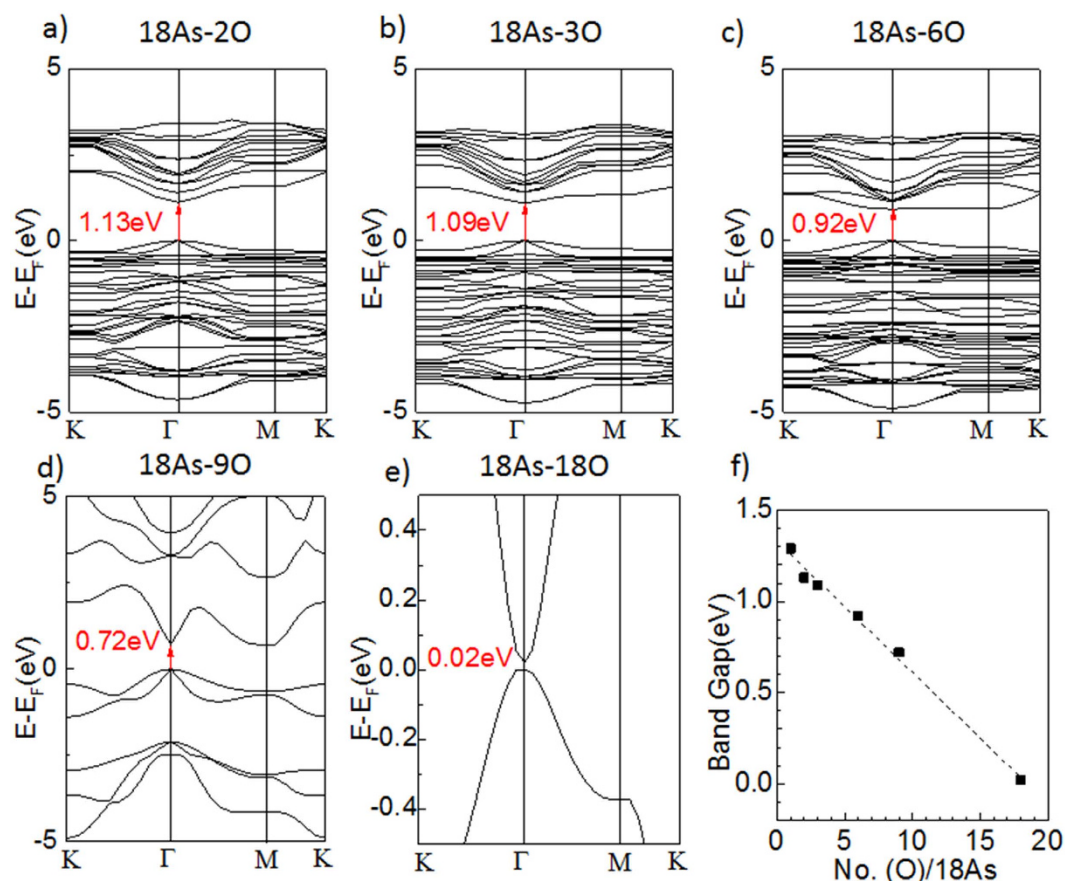 a) 18As-2O
b) 18As-3O
c) 18As-6O
5
0
-5
E-E_F(eV)
1.13eV
K Γ M K
5
0
-5
E-E_F(eV)
1.09eV
K Γ M K
5
0
-5
E-E_F(eV)
0.92eV
K Γ M K
d) 18As-9O
e) 18As-18O
f)
5
0
-5
E-E_F(eV)
0.72eV
K Γ M K
0.4
0.2
0.0
-0.2
-0.4
E-E_F(eV)
0.02eV
K Γ M K
1.5
1.0
0.5
0.0
Band Gap(eV)
0 5 10 15 20
No. (O)/18As